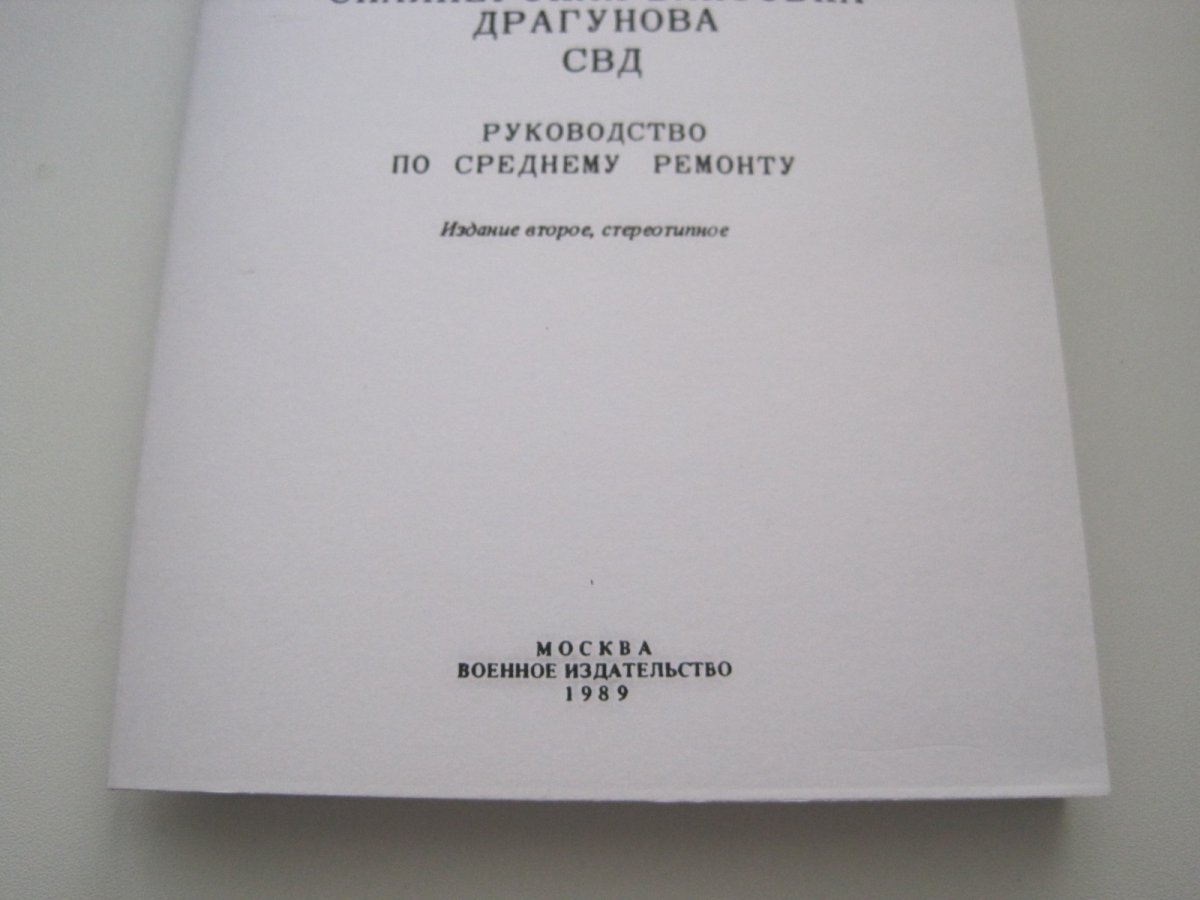 ДРАГУНОВА
СВД
РУКОВОДСТВО
ПО СРЕДНЕМУ РЕМОНТУ
Издание второе, стереотипное
МОСКВА
ВОЕННОЕ ИЗДАТЕЛЬСТВО
1989